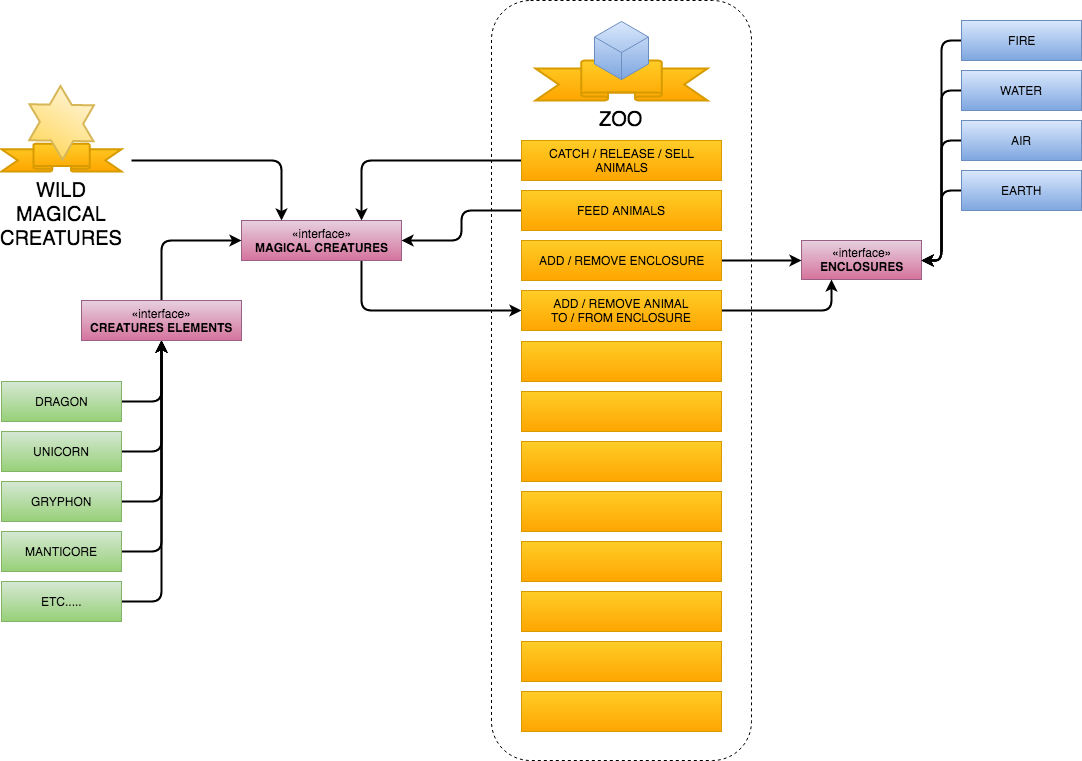 WILD
MAGICAL
CREATURES
«interface»
MAGICAL CREATURES
«interface»
CREATURES ELEMENTS
DRAGON
UNICORN
GRYPHON
MANTICORE
ETC.....
ZOO
CATCH / RELEASE / SELL
ANIMALS
FEED ANIMALS
ADD / REMOVE ENCLOSURE
ADD / REMOVE ANIMAL
TO / FROM ENCLOSURE
«interface»
ENCLOSURES
FIRE
WATER
AIR
EARTH